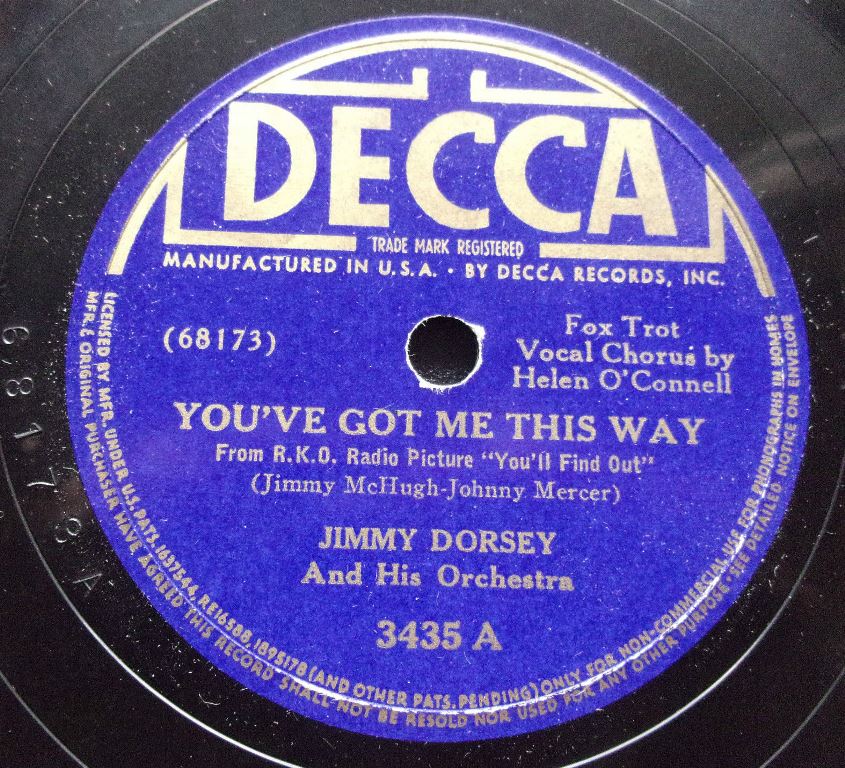 DECCA
TRADE MARK REGISTERED
MANUFACTURED IN U.S.A. · BY DECCA RECORDS, INC.
(68173)
Fox Trot
Vocal Chorus by
Helen O'Connell
YOU'VE GOT ME THIS WAY
From R.K.O. Radio Picture "You'll Find Out"
(Jimmy McHugh-Johnny Mercer)
JIMMY DORSEY
And His Orchestra
3435 A
LICENSED BY MFR. UNDER U.S. PATS. 1637544, RE16588, 1895178 (AND OTHER PATS. PENDING) ONLY FOR NON-COMMERCIAL USE FOR PHONOGRAPHS IN HOMES.
MFR. & ORIGINAL PURCHASER HAVE AGREED THIS RECORD SHALL NOT BE RESOLD NOR USED FOR ANY OTHER PURPOSE · SEE DETAILED NOTICE ON ENVELOPE
68173 A